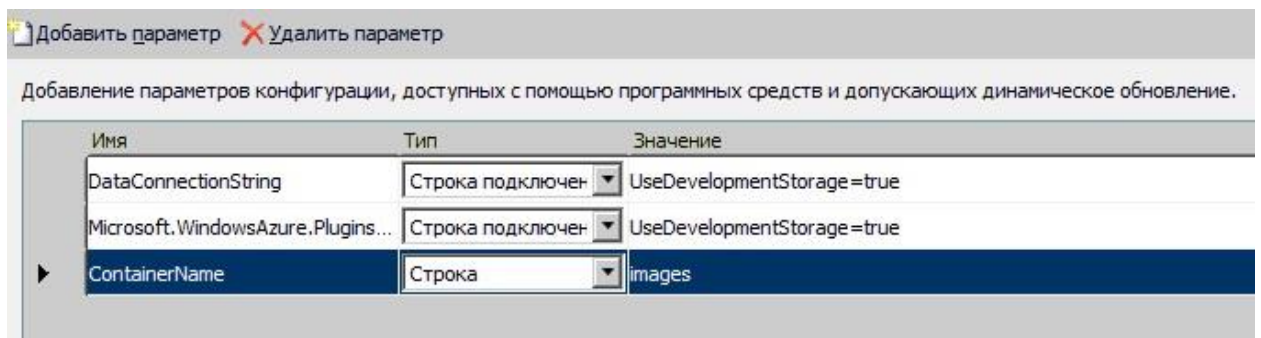 Добавить параметр Удалить параметр
Добавление параметров конфигурации, доступных с помощью программных средств и допускающих динамическое обновление.
Имя Тип Значение
DataConnectionString Строка подключен UseDevelopmentStorage=true
Microsoft.WindowsAzure.Plugins... Строка подключен UseDevelopmentStorage=true
ContainerName Строка images